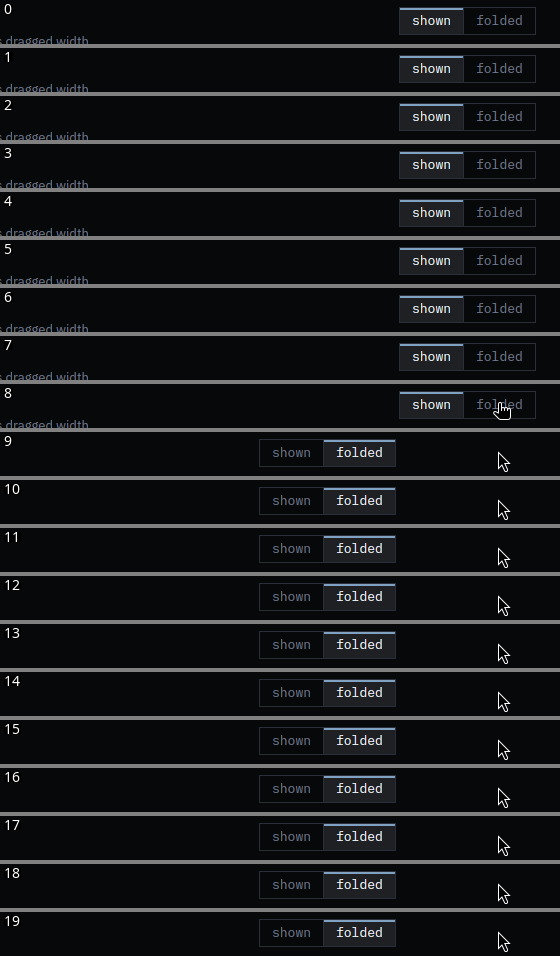 0 shown folded
s dragged width
1 shown folded
s dragged width
2 shown folded
s dragged width
3 shown folded
s dragged width
4 shown folded
s dragged width
5 shown folded
s dragged width
6 shown folded
s dragged width
7 shown folded
s dragged width
8 shown folded
s dragged width
9 shown folded
10 shown folded
11 shown folded
12 shown folded
13 shown folded
14 shown folded
15 shown folded
16 shown folded
17 shown folded
18 shown folded
19 shown folded